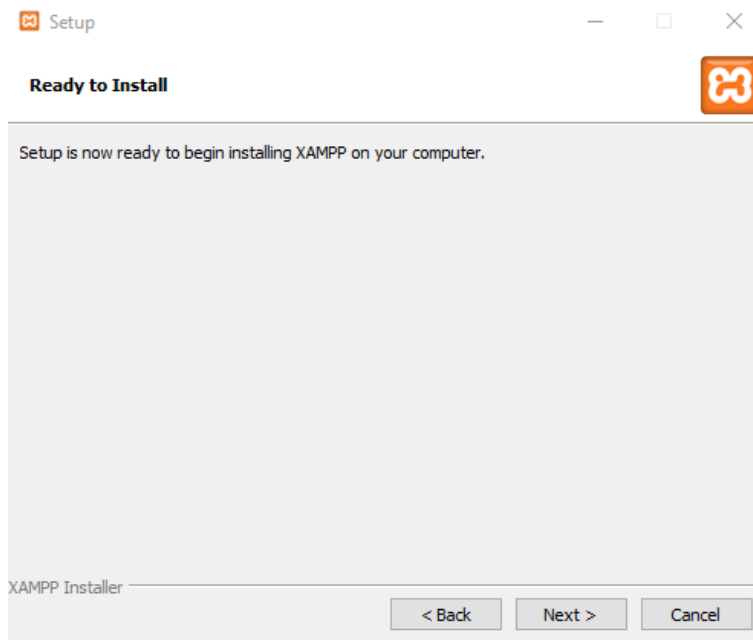 Setup
Ready to Install
Setup is now ready to begin installing XAMPP on your computer.
XAMPP Installer
< Back
Next >
Cancel